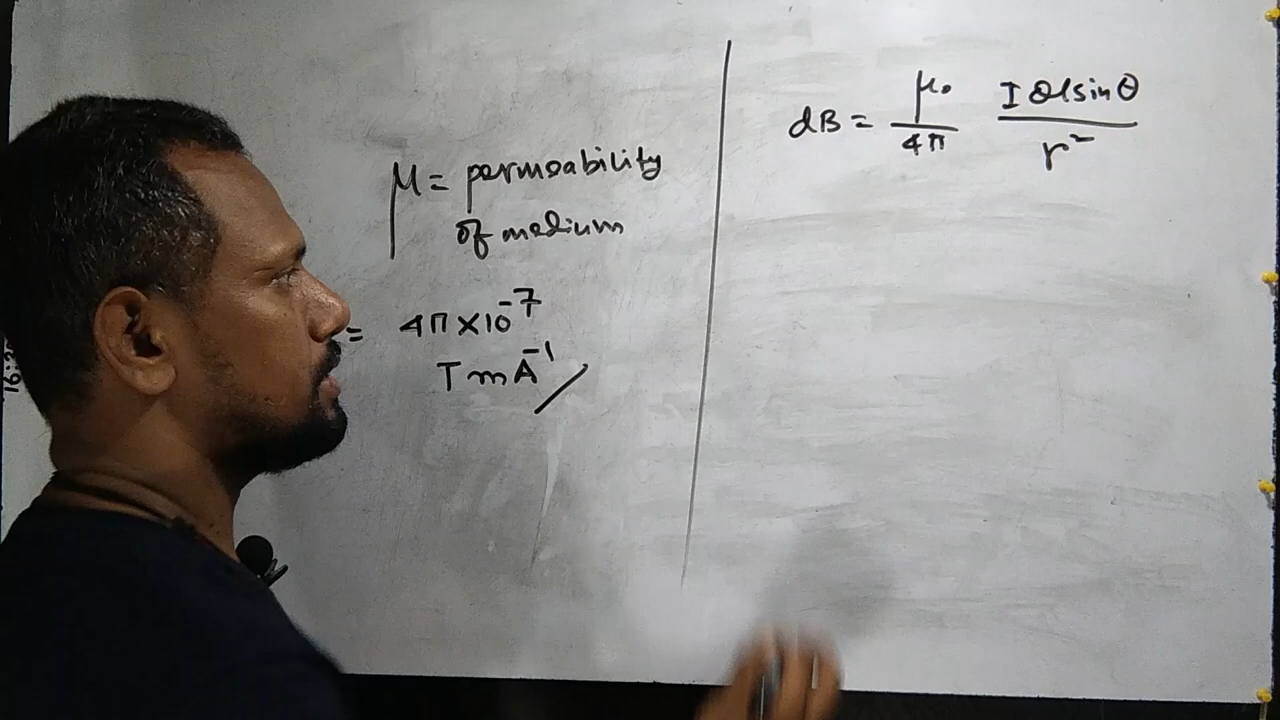 μ = permeability
of medium
= 4π×10⁻⁷
T m A⁻¹
dB = μ₀/4π I dl sinθ/r²